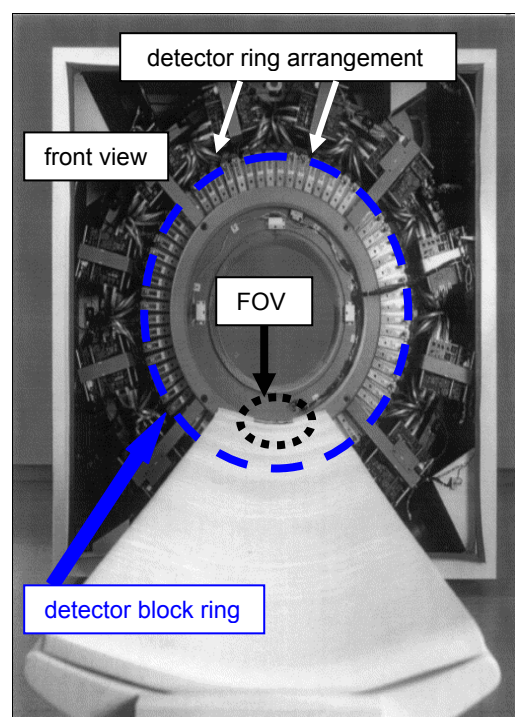 detector ring arrangement
front view
FOV
detector block ring